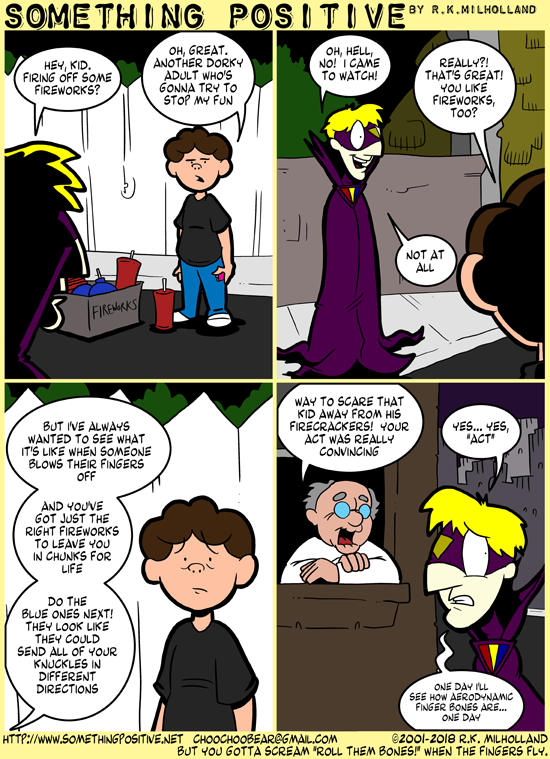 SOMETHING POSITIVE BY R.K.MILHOLLAND
HEY, KID.
FIRING OFF SOME
FIREWORKS?
OH, GREAT.
ANOTHER DORKY
ADULT WHO'S
GONNA TRY TO
STOP MY FUN
FIREWORKS
OH, HELL,
NO! I CAME
TO WATCH!
REALLY?!
THAT'S GREAT!
YOU LIKE
FIREWORKS,
TOO?
NOT AT
ALL
BUT I'VE ALWAYS
WANTED TO SEE WHAT
IT'S LIKE WHEN SOMEONE
BLOWS THEIR FINGERS
OFF
AND YOU'VE
GOT JUST THE
RIGHT FIREWORKS
TO LEAVE YOU
IN CHUNKS FOR
LIFE
DO THE
BLUE ONES NEXT!
THEY LOOK LIKE
THEY COULD
SEND ALL OF YOUR
KNUCKLES IN
DIFFERENT
DIRECTIONS
WAY TO SCARE THAT
KID AWAY FROM HIS
FIRECRACKERS! YOUR
ACT WAS REALLY
CONVINCING
YES... YES,
"ACT"
ONE DAY I'LL
SEE HOW AERODYNAMIC
FINGER BONES ARE...
ONE DAY
HTTP://WWW.SOMETHINGPOSITIVE.NET CHOOCHOOBEAR@GMAIL.COM ©2001-2018 R.K. MILHOLLAND
BUT YOU GOTTA SCREAM "ROLL THEM BONES!" WHEN THE FINGERS FLY.